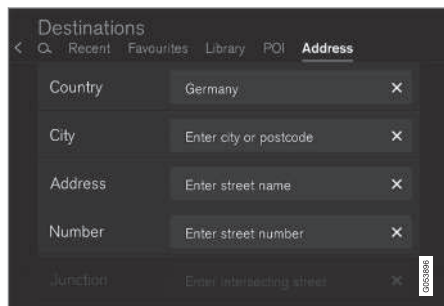 Destinations
Recent Favourites Library POI Address
Country Germany
City Enter city or postcode
Address Enter street name
Number Enter street number
Junction Enter intersecting street
G053896